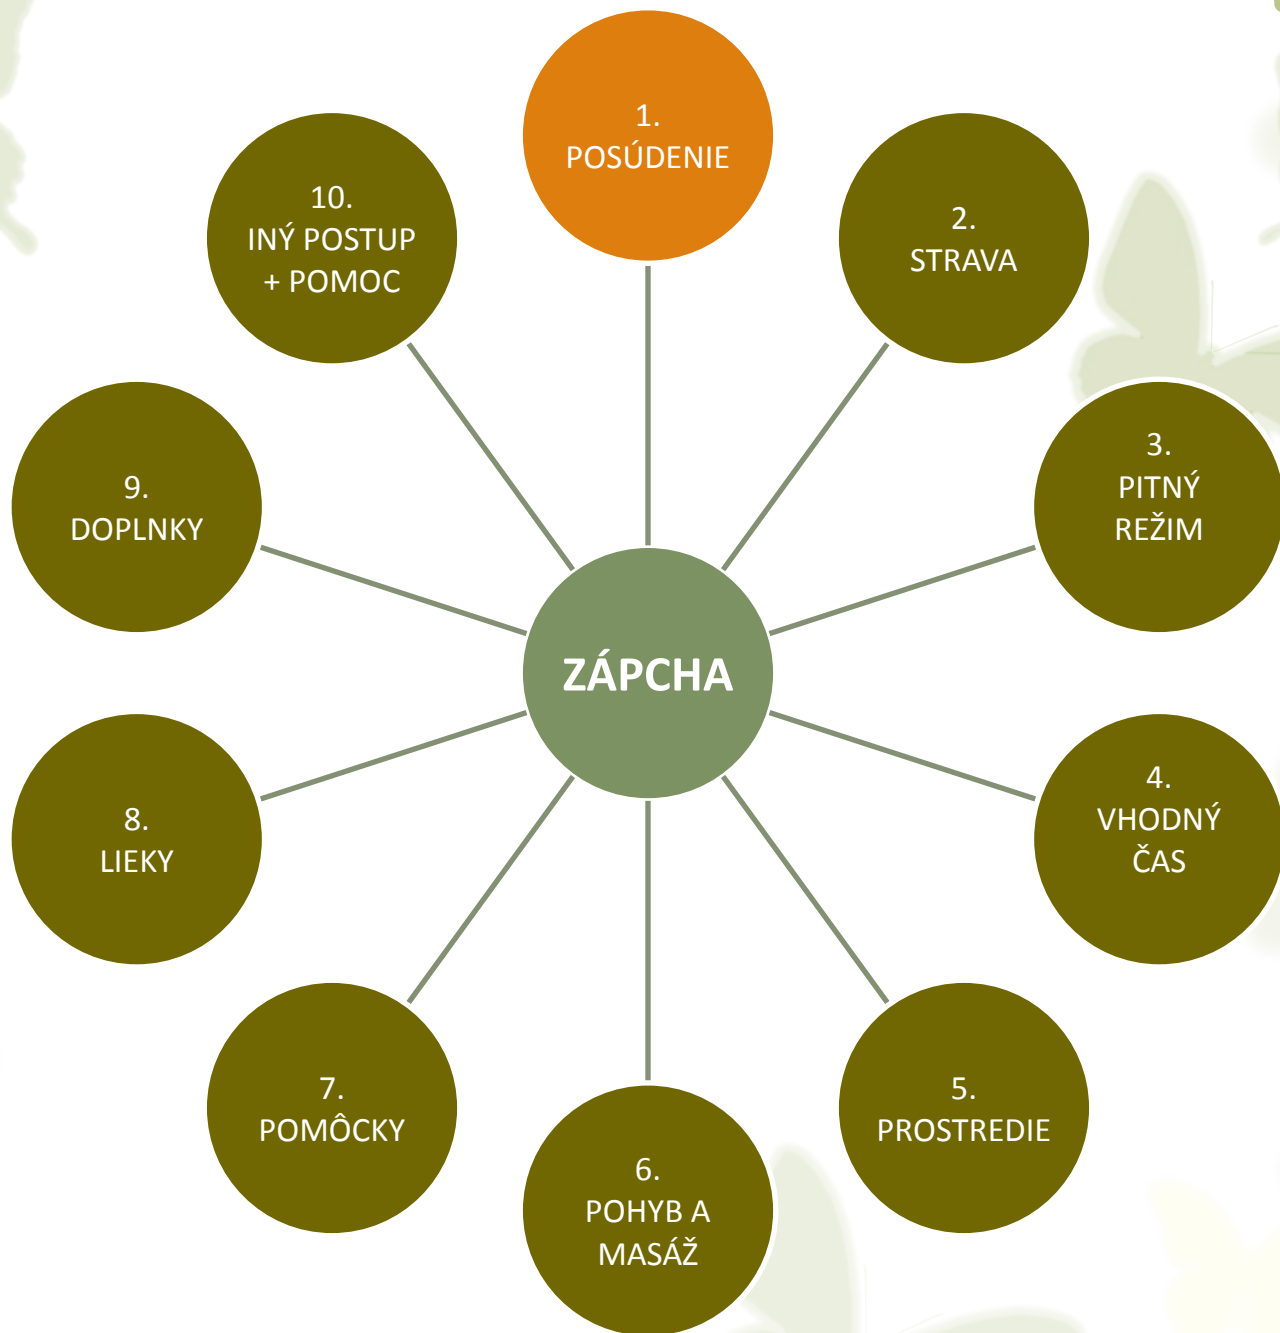 1.
POSÚDENIE
2.
STRAVA
3.
PITNÝ
REŽIM
4.
VHODNÝ
ČAS
5.
PROSTREDIE
6.
POHYB A
MASÁŽ
7.
POMÔCKY
8.
LIEKY
9.
DOPLNKY
10.
INÝ POSTUP
+ POMOC
ZÁPCHA